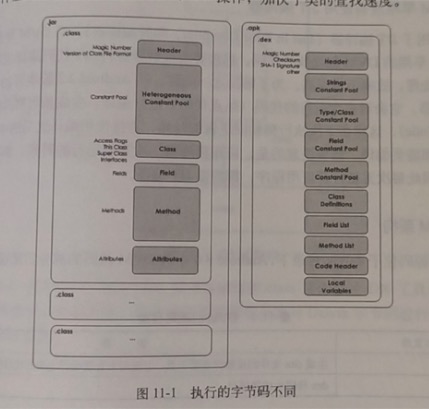 操作，加快了类的查找速度。
.jar
.class
Magic Number
Version of Class File Format
Header
Constant Pool
Heterogeneous
Constant Pool
Access Flags
This Class
Super Class
Interfaces
Class
Fields
Field
Methods
Method
Attributes
Attributes
.class
...
.class
...
.apk
.dex
Magic Number
Checksum
SHA-1 Signature
other
Header
Strings
Constant Pool
Type/Class
Constant Pool
Field
Constant Pool
Method
Constant Pool
Class
Definitions
Field List
Method List
Code Header
Local
Variables
图 11-1 执行的字节码不同